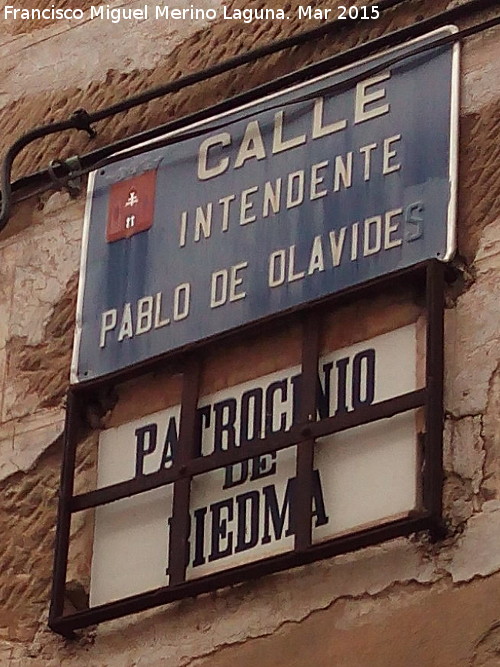 Francisco Miguel Merino Laguna. Mar 2015
CALLE
INTENDENTE
PABLO DE OLAVIDES
PATROCINIO
DE
BIEDMA